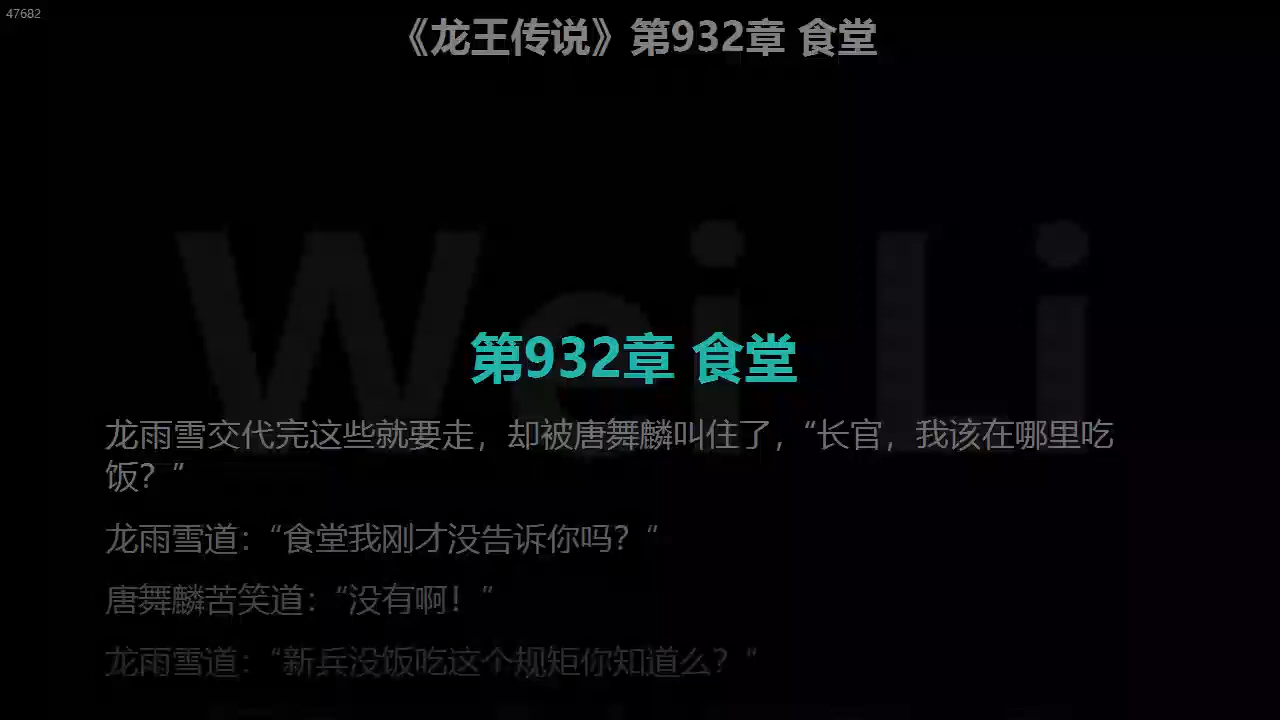 47682
《龙王传说》第932章 食堂
Wei Li
第932章 食堂
龙雨雪交代完这些就要走，却被唐舞麟叫住了，“长官，我该在哪里吃
饭？”
龙雨雪道：“食堂我刚才没告诉你吗？“
唐舞麟苦笑道：“没有啊！”
龙雨雪道：“新兵没饭吃这个规矩你知道么？“